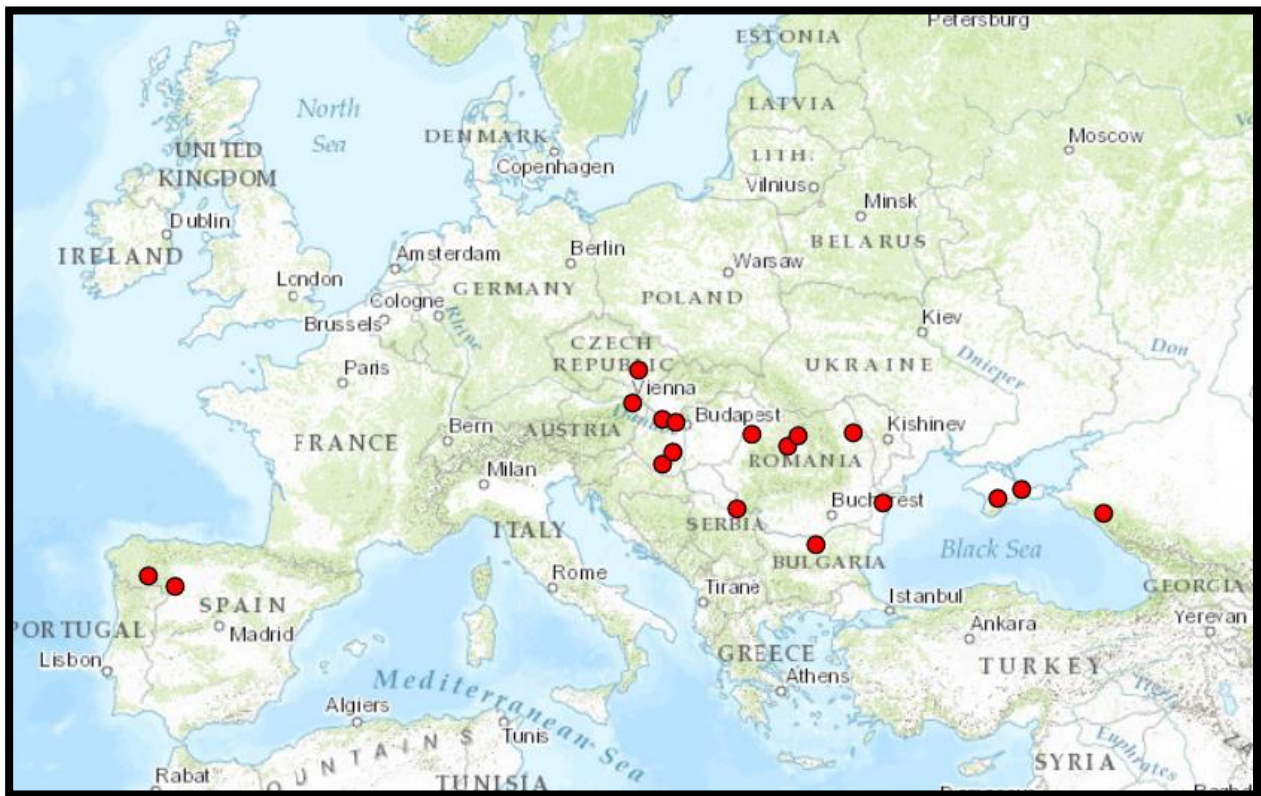 Petersburg
ESTONIA
North
Sea
LATVIA
DENMARK
Moscow
UNITED
KINGDOM
LITH.
Copenhagen
Vilnius
Dublin
Minsk
IRELAND
BELARUS
Amsterdam
Berlin
Warsaw
London
GERMANY
POLAND
Cologne
Rhine
Brussels
Kiev
CZECH
REPUBLIC
UKRAINE
Dnieper
Don
Paris
Vienna
Budapest
Bern
AUSTRIA
Kishinev
FRANCE
ROMANIA
Milan
Bucharest
ITALY
SERBIA
Black Sea
BULGARIA
Rome
Tirane
GEORGIA
SPAIN
Istanbul
Yerevan
PORTUGAL
Madrid
Ankara
Lisbon
GREECE
TURKEY
Mediterranean Sea
Athens
Algiers
Tunis
UNTAINS
Euphrates
SYRIA
Rabat
TUNISIA